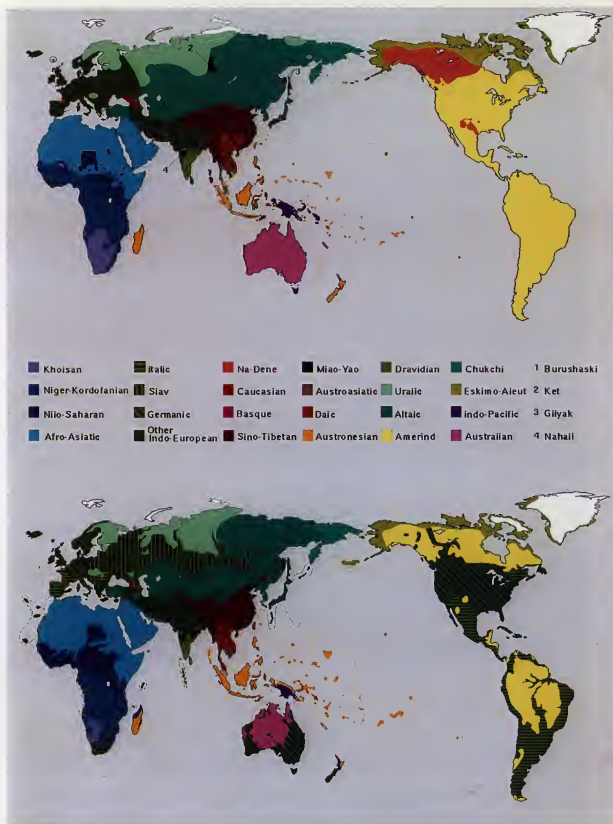 2
3
4
Khoisan Italic Na-Dene Miao-Yao Dravidian Chukchi 1 Burushaski
Niger-Kordofanian Slav Caucasian Austroasiatic Uralic Eskimo-Aleut 2 Ket
Nilo-Saharan Germanic Basque Daic Altaic Indo-Pacific 3 Gilyak
Afro-Asiatic Other Indo-European Sino-Tibetan Austronesian Amerind Australian 4 Nahali